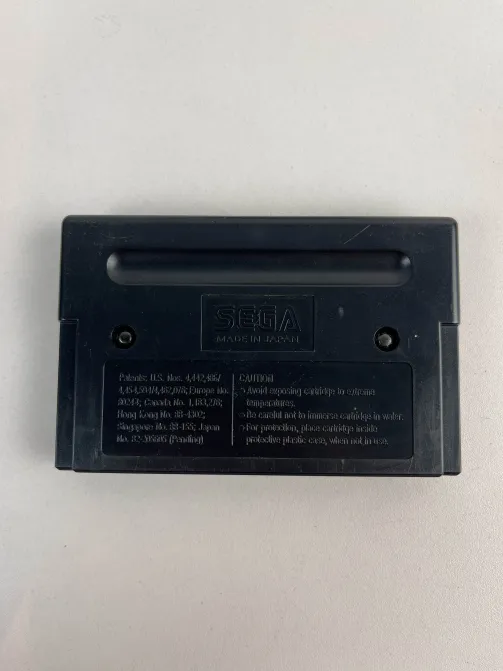 SEGA
MADE IN JAPAN
Patents: U.S. Nos. 4,442,486/
4,454,594/4,462,076; Europe No.
80244; Canada No. 1,183,276;
Hong Kong No. 88-4302;
Singapore No. 88-155; Japan
No. 82-205605 (Pending)
CAUTION
Avoid exposing cartridge to extreme
temperatures.
Be careful not to immerse cartridge in water.
For protection, place cartridge inside
protective plastic case, when not in use.